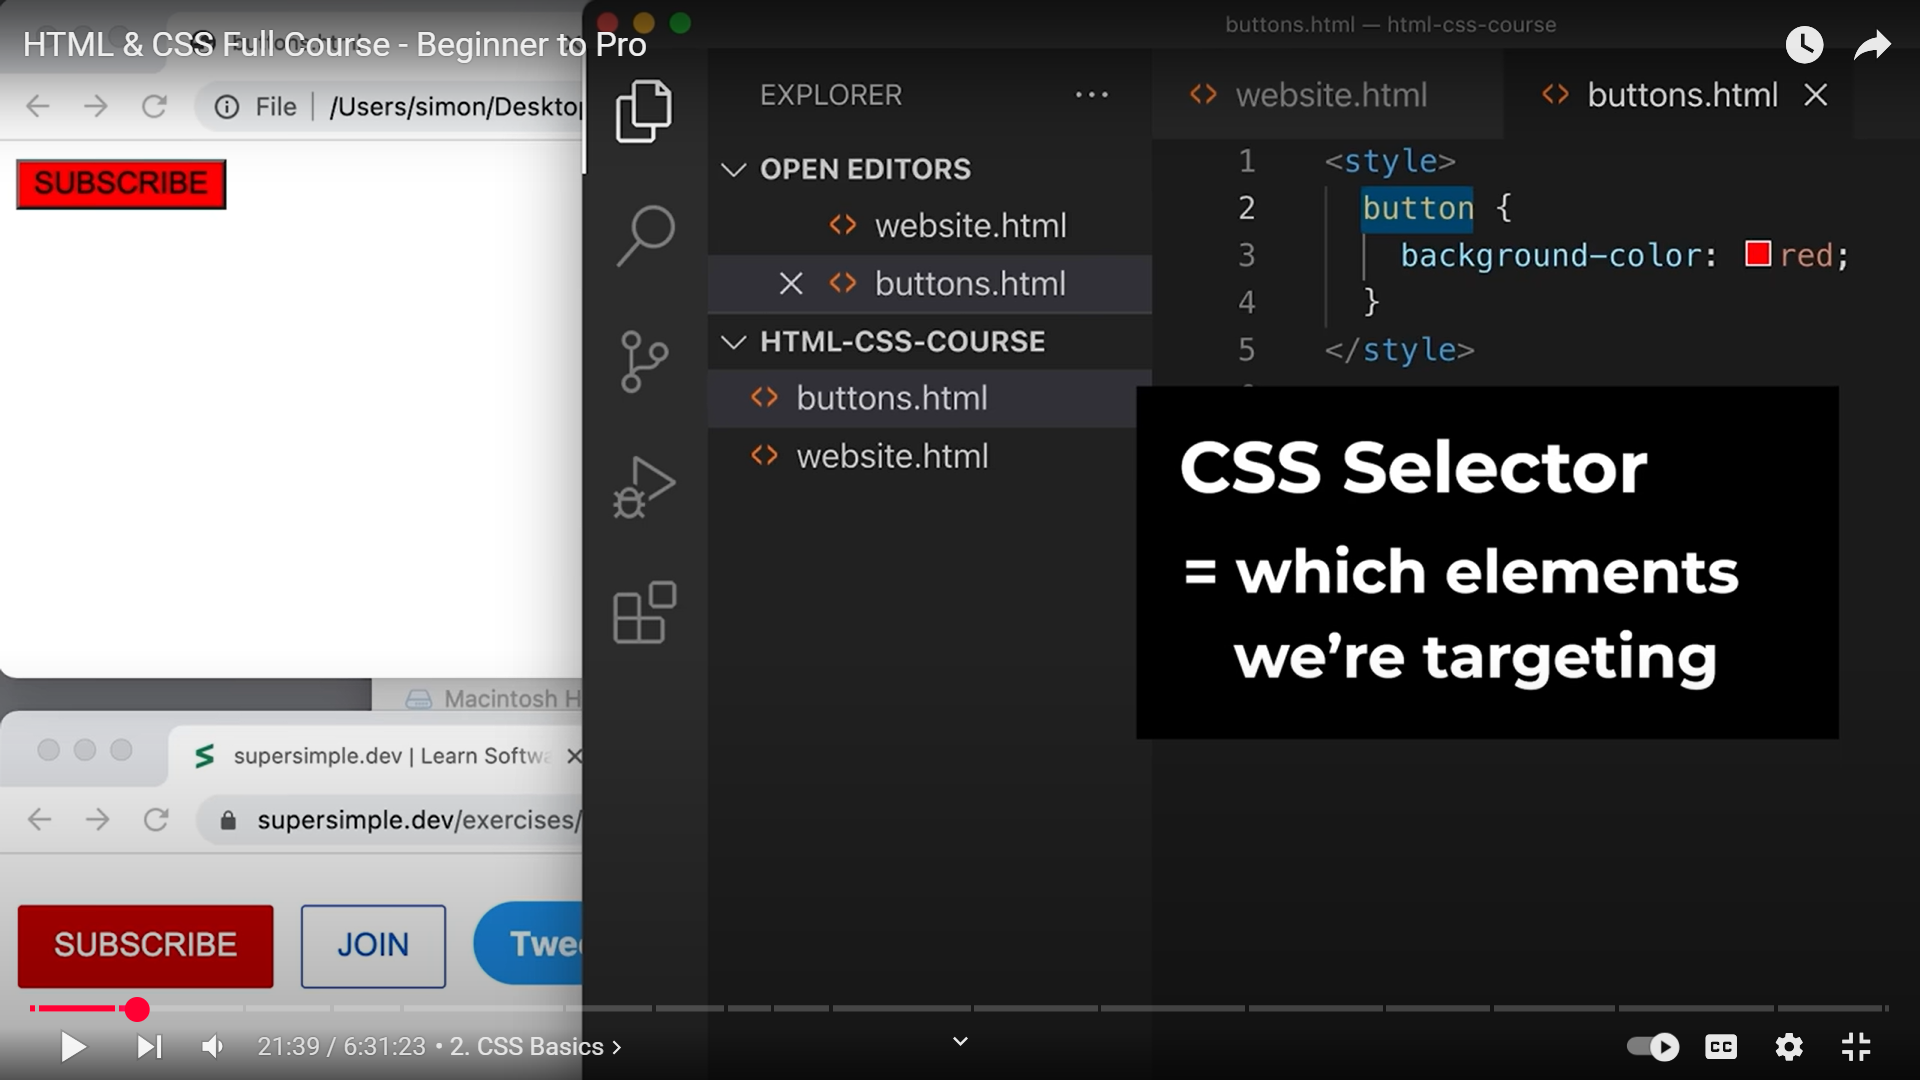 HTML & CSS Full Course - Beginner to Pro
File | /Users/simon/Deskto
SUBSCRIBE
Macintosh H
supersimple.dev | Learn Softwa
supersimple.dev/exercises/
SUBSCRIBE
JOIN
Twe
buttons.html — html-css-course
EXPLORER
OPEN EDITORS
website.html
buttons.html
HTML-CSS-COURSE
buttons.html
website.html
website.html
buttons.html
1 <style>
2 button {
3 background-color: red;
4 }
5 </style>
CSS Selector
= which elements
we're targeting
21:39 / 6:31:23 • 2. CSS Basics
CC